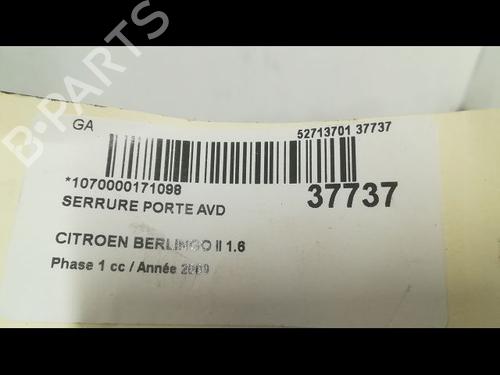 B-PARTS
GA
52713701 37737
*1070000171098
37737
SERRURE PORTE AVD
CITROEN BERLINGO II 1.6
Phase 1 cc / Année 2009